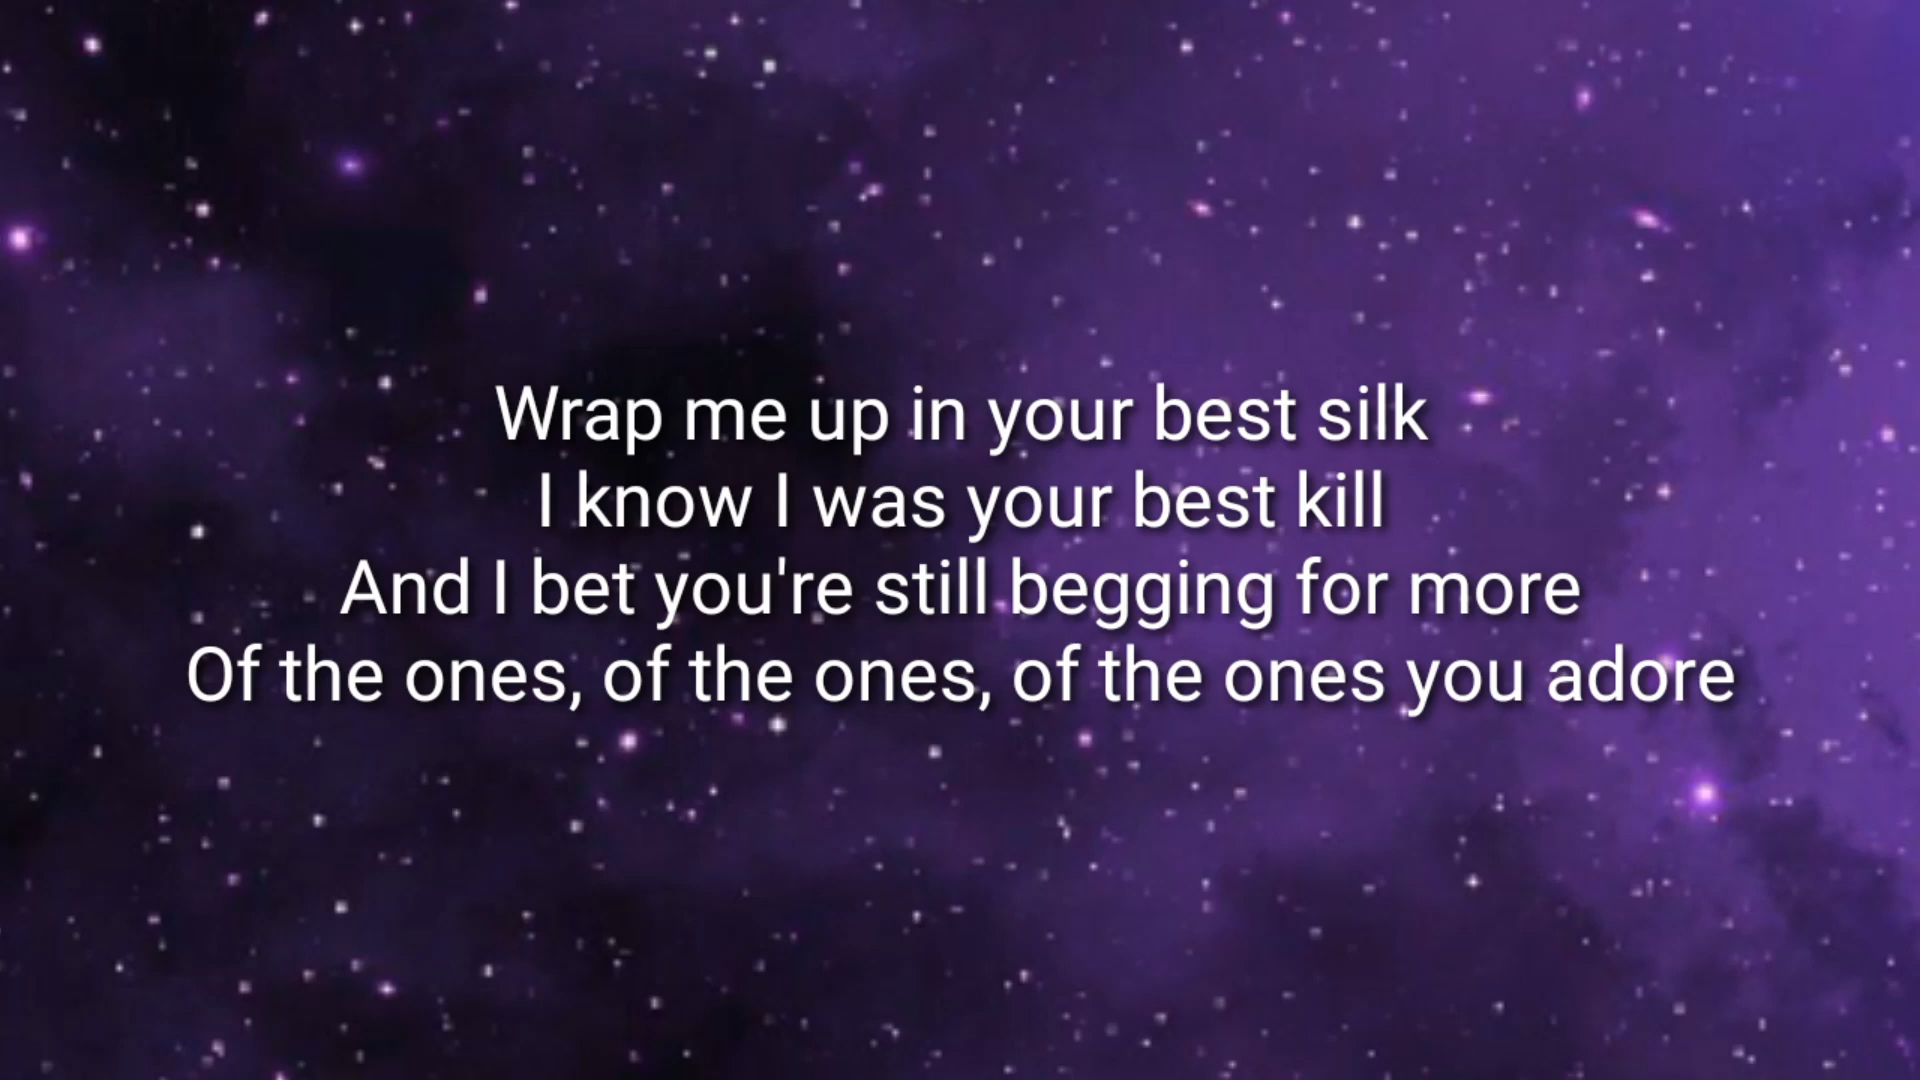 Wrap me up in your best silk
I know I was your best kill
And I bet you're still begging for more
Of the ones, of the ones, of the ones you adore